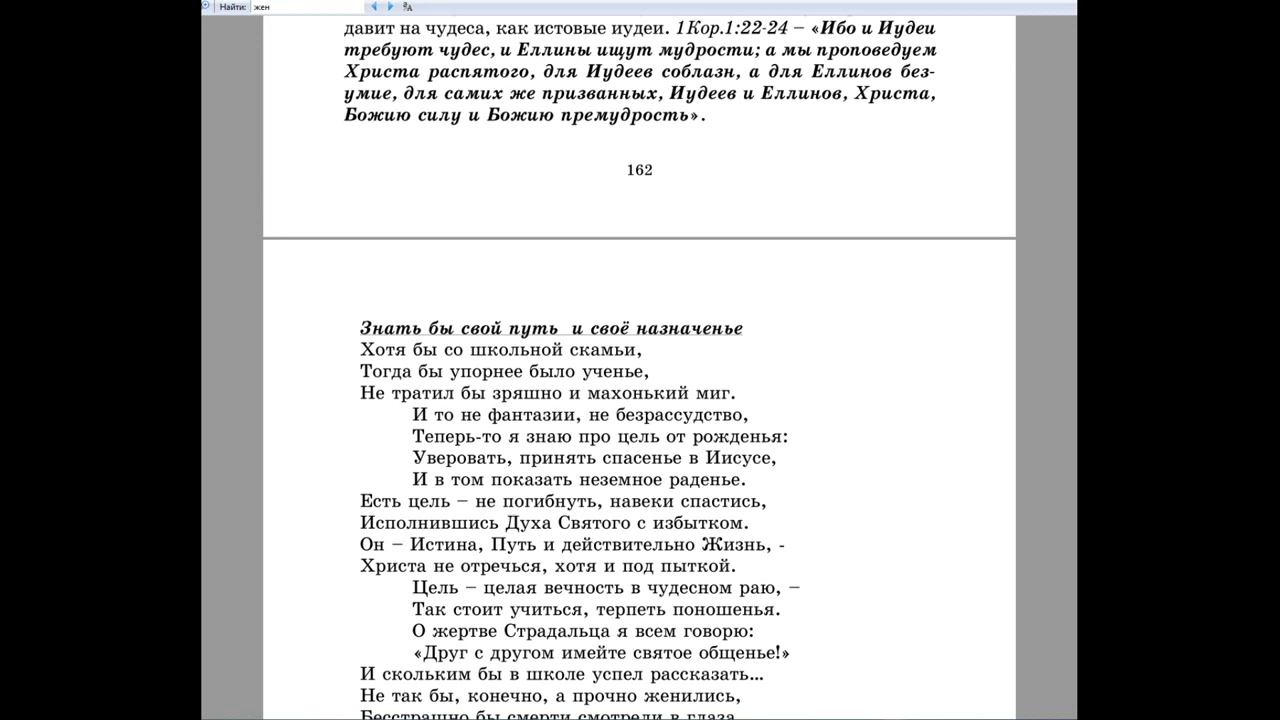 Найти: жен
давит на чудеса, как истовые иудеи. 1Кор.1:22-24 – «Ибо и Иудеи
требуют чудес, и Еллины ищут мудрости; а мы проповедуем
Христа распятого, для Иудеев соблазн, а для Еллинов без-
умие, для самих же призванных, Иудеев и Еллинов, Христа,
Божию силу и Божию премудрость».
162
Знать бы свой путь и своё назначенье
Хотя бы со школьной скамьи,
Тогда бы упорнее было ученье,
Не тратил бы зряшно и махонький миг.
И то не фантазии, не безрассудство,
Теперь-то я знаю про цель от рожденья:
Уверовать, принять спасенье в Иисусе,
И в том показать неземное раденье.
Есть цель – не погибнуть, навеки спастись,
Исполнившись Духа Святого с избытком.
Он – Истина, Путь и действительно Жизнь, -
Христа не отречься, хотя и под пыткой.
Цель – целая вечность в чудесном раю, –
Так стоит учиться, терпеть поношенья.
О жертве Страдальца я всем говорю:
«Друг с другом имейте святое общенье!»
И скольким бы в школе успел рассказать...
Не так бы, конечно, а прочно женились,
Бесстрашно бы смерти смотрели в глаза